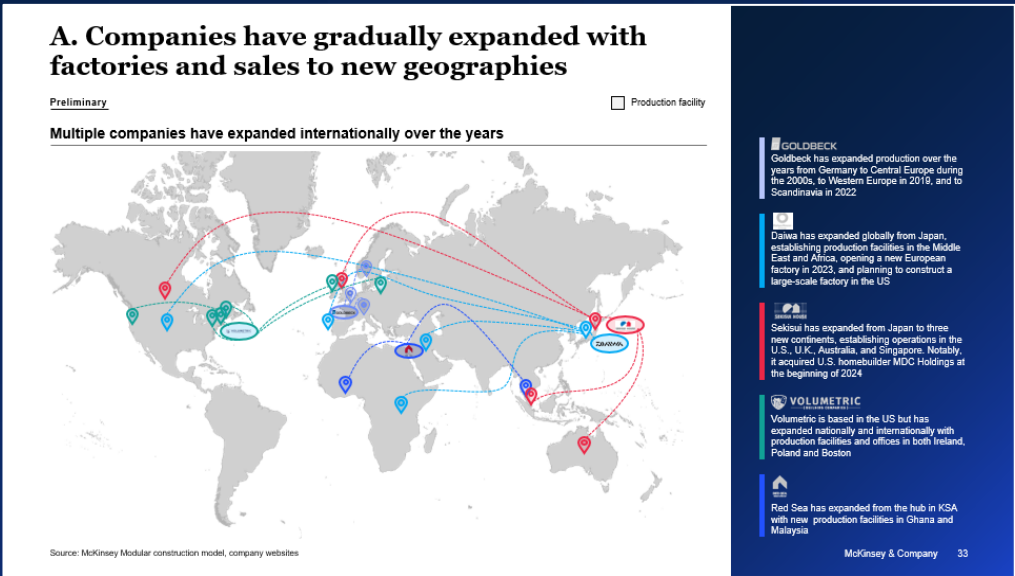 A. Companies have gradually expanded with
factories and sales to new geographies
Preliminary
Production facility
Multiple companies have expanded internationally over the years
GOLDBECK
Goldbeck has expanded production over the
years from Germany to Central Europe during
the 2000s, to Western Europe in 2019, and to
Scandinavia in 2022
Daiwa has expanded globally from Japan,
establishing production facilities in the Middle
East and Africa, opening a new European
factory in 2023, and planning to construct a
large-scale factory in the US
SEKISUI HOUSE
Sekisui has expanded from Japan to three
new continents, establishing operations in the
U.S., U.K., Australia, and Singapore. Notably,
it acquired U.S. homebuilder MDC Holdings at
the beginning of 2024
VOLUMETRIC
Volumetric is based in the US but has
expanded nationally and internationally with
production facilities and offices in both Ireland,
Poland and Boston
Red Sea has expanded from the hub in KSA
with new production facilities in Ghana and
Malaysia
GOLDBECK
VOLUMETRIC
DAIWA
Source: McKinsey Modular construction model, company websites
McKinsey & Company
33